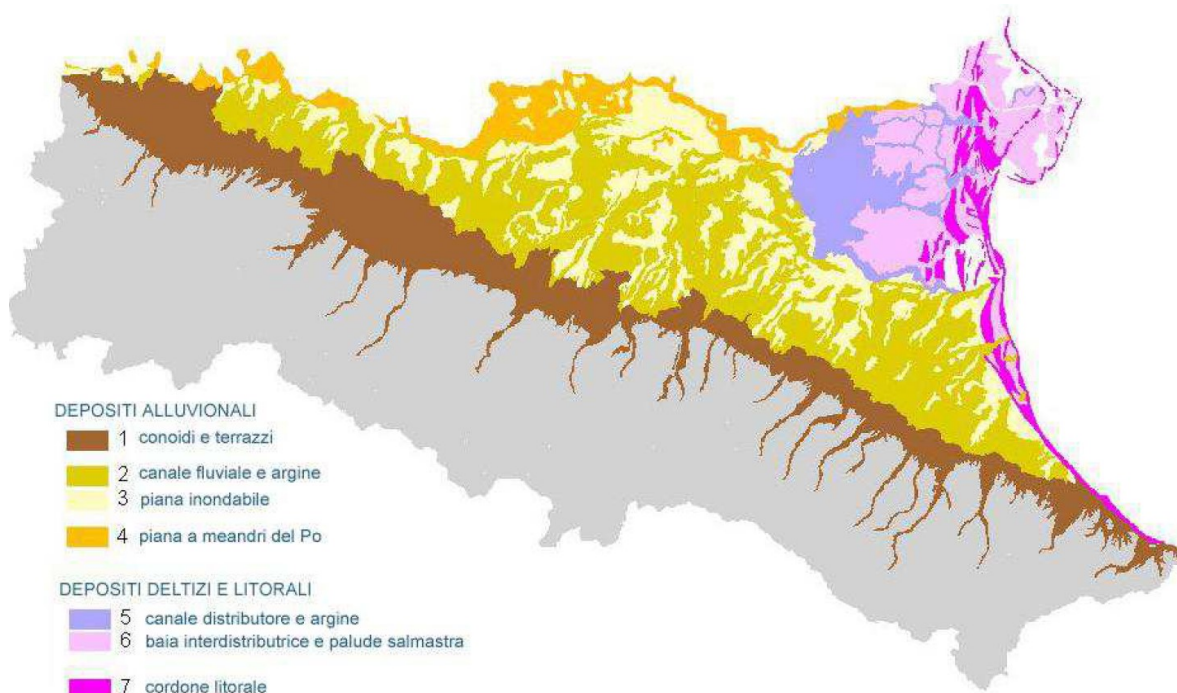 DEPOSITI ALLUVIONALI
1 conoidi e terrazzi
2 canale fluviale e argine
3 piana inondabile
4 piana a meandri del Po
DEPOSITI DELTIZI E LITORALI
5 canale distributore e argine
6 baia interdistributrice e palude salmastra
7 cordone litorale